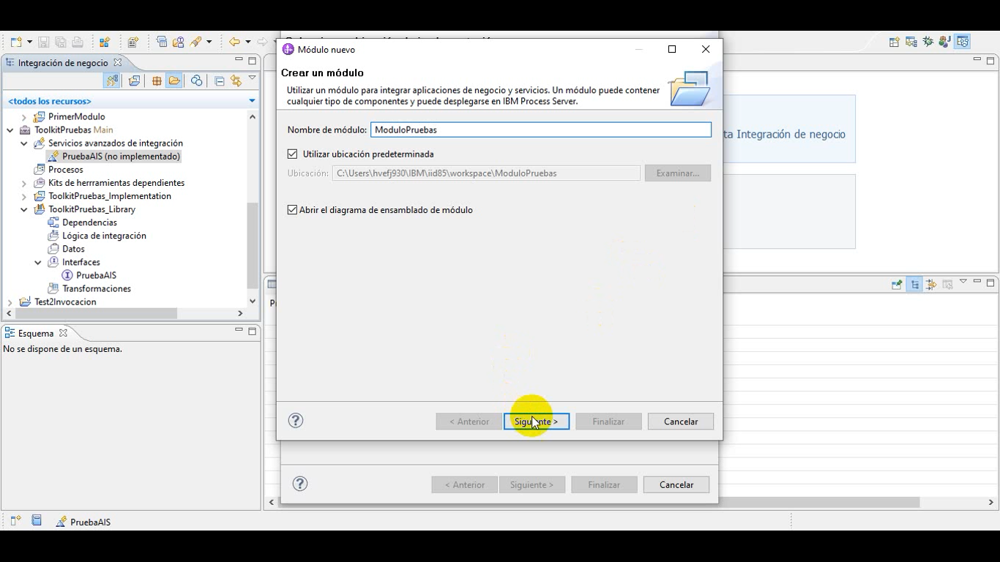 Módulo nuevo
Crear un módulo
Utilizar un módulo para integrar aplicaciones de negocio y servicios. Un módulo puede contener
cualquier tipo de componentes y puede desplegarse en IBM Process Server.
Nombre de módulo: ModuloPruebas
Utilizar ubicación predeterminada
Ubicación: C:\Users\hvefj930\IBM\iid85\workspace\ModuloPruebas Examinar...
Abrir el diagrama de ensamblado de módulo
< Anterior Siguiente > Finalizar Cancelar
< Anterior Siguiente > Finalizar Cancelar
Integración de negocio
<todos los recursos>
PrimerModulo
ToolkitPruebas Main
Servicios avanzados de integración
PruebaAIS (no implementado)
Procesos
Kits de herrramientas dependientes
ToolkitPruebas_Implementation
ToolkitPruebas_Library
Dependencias
Lógica de integración
Datos
Interfaces
PruebaAIS
Transformaciones
Test2Invocacion
Esquema
No se dispone de un esquema.
ta Integración de negocio
PruebaAIS